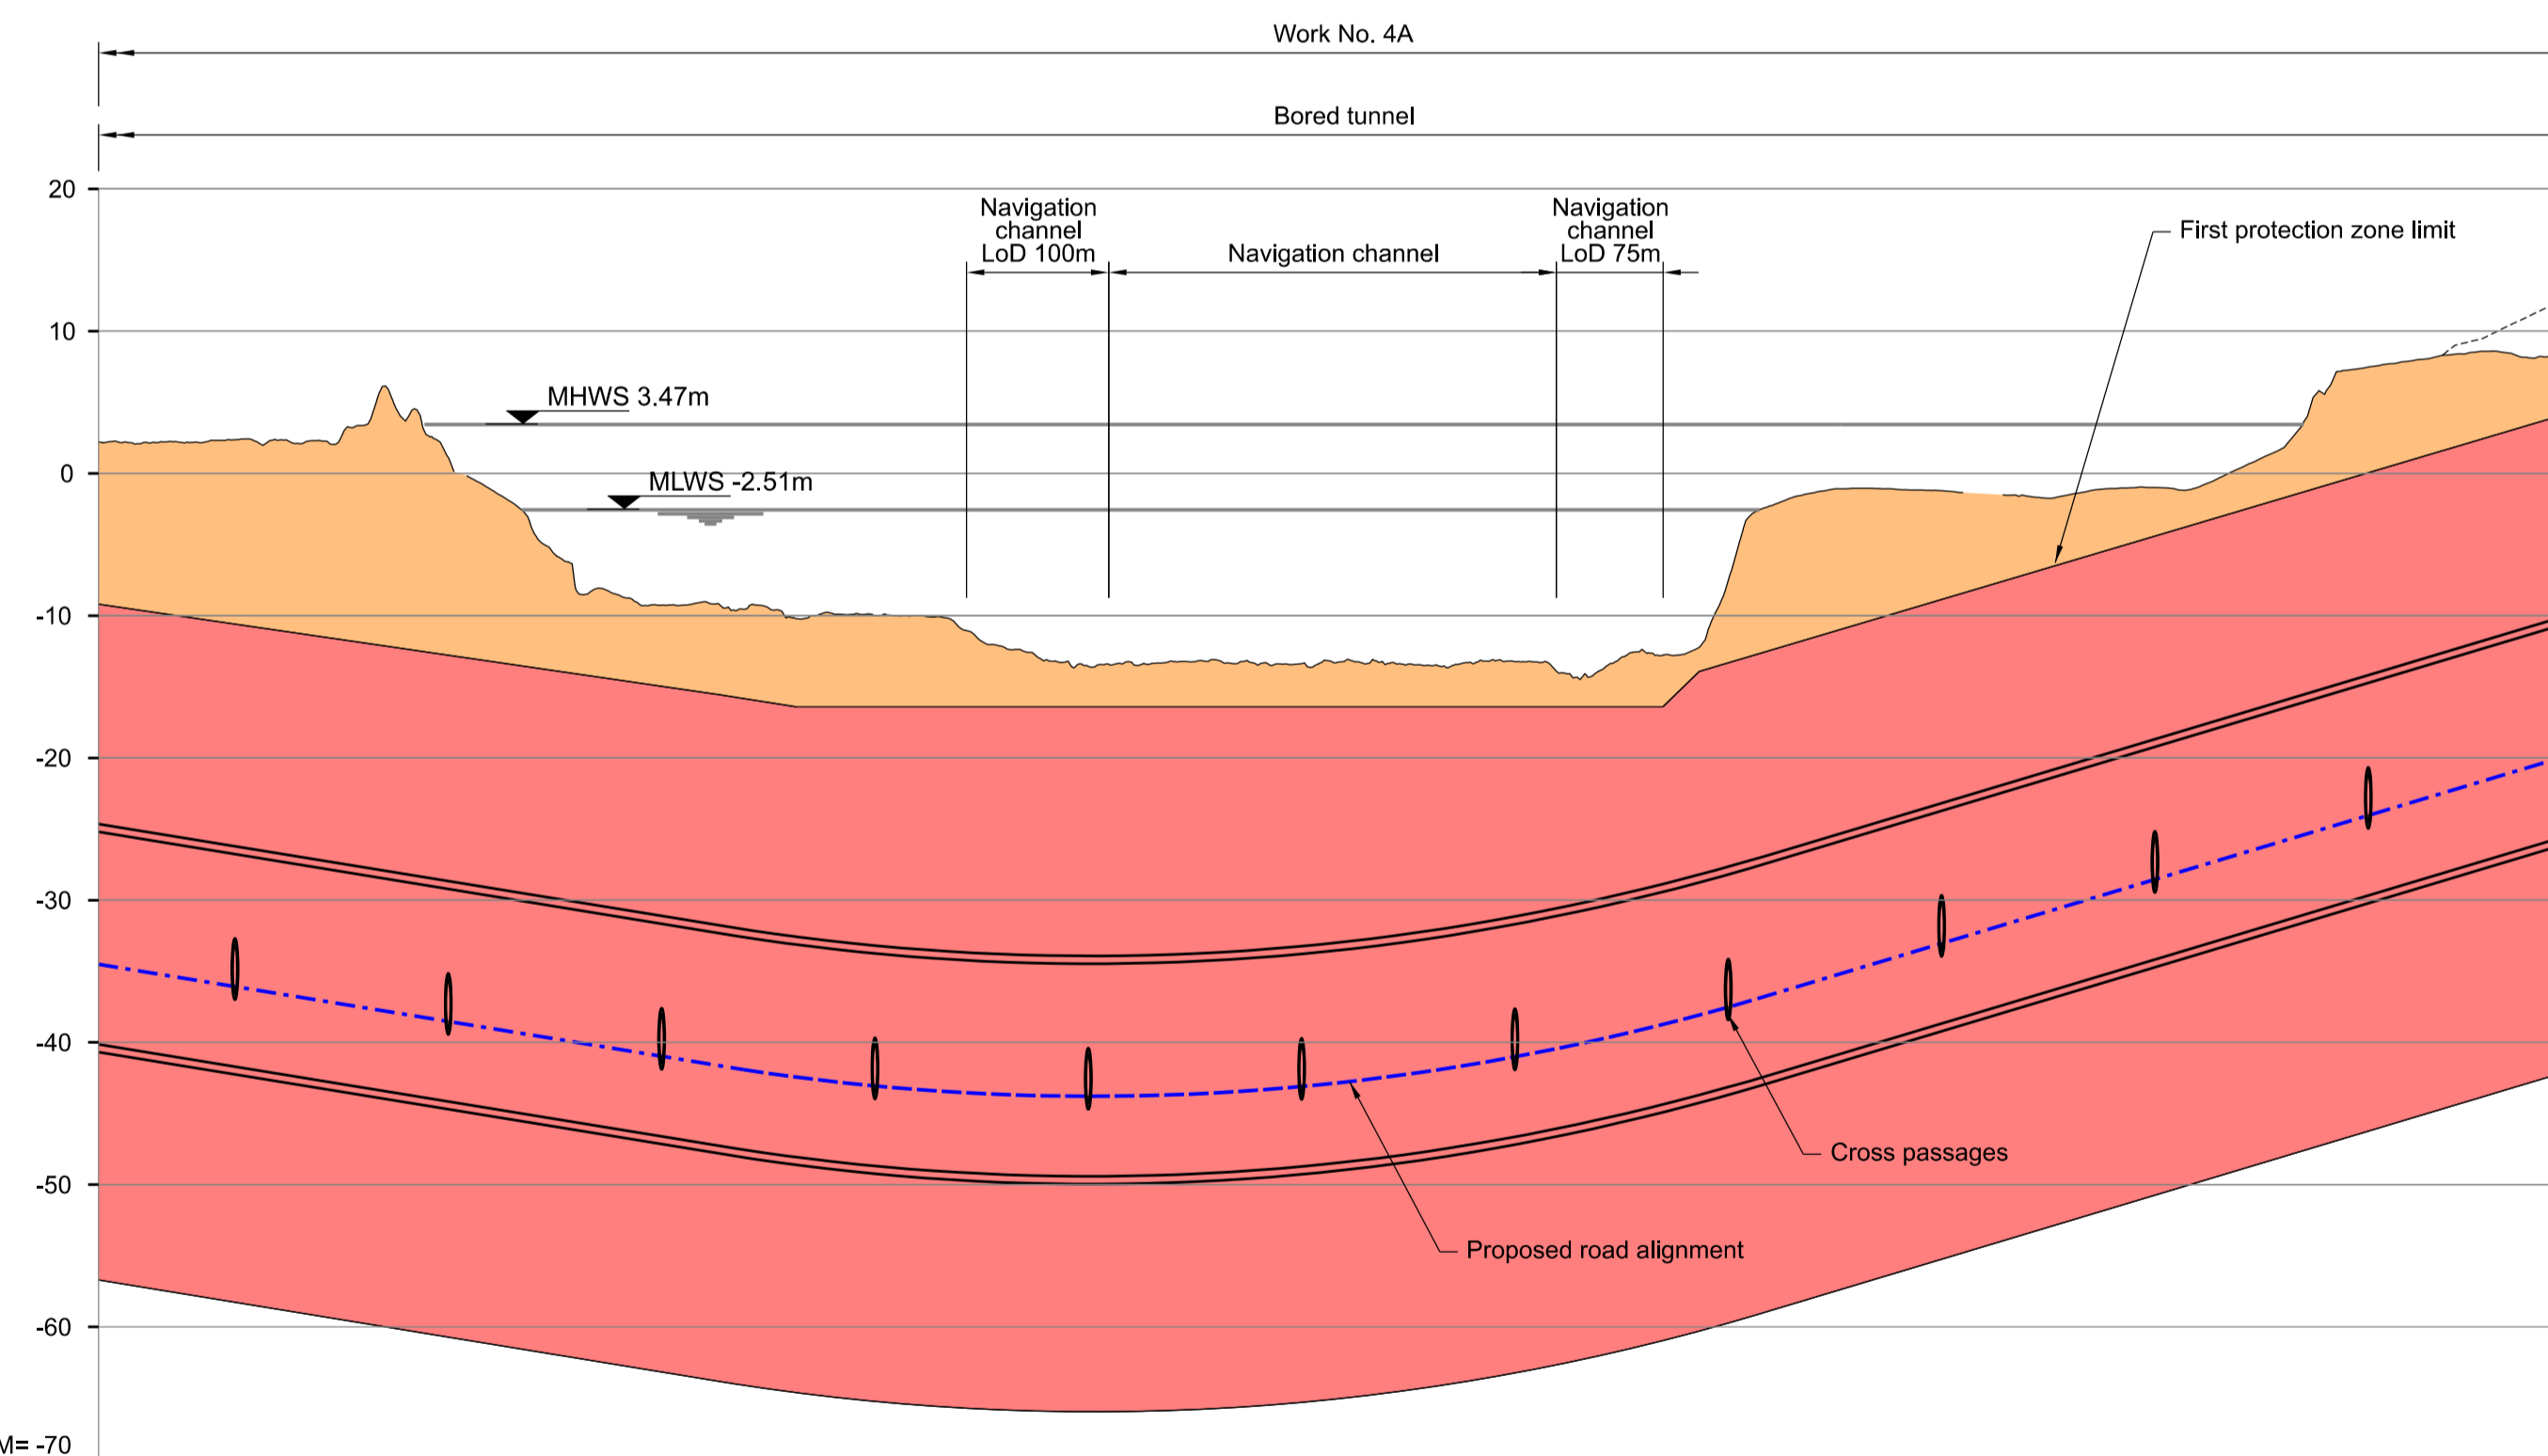 Work No. 4A
Bored tunnel
20
Navigation
channel
LoD 100m
Navigation channel
Navigation
channel
LoD 75m
First protection zone limit
10
MHWS 3.47m
0
MLWS -2.51m
-10
-20
-30
-40
Cross passages
-50
Proposed road alignment
-60
M= -70